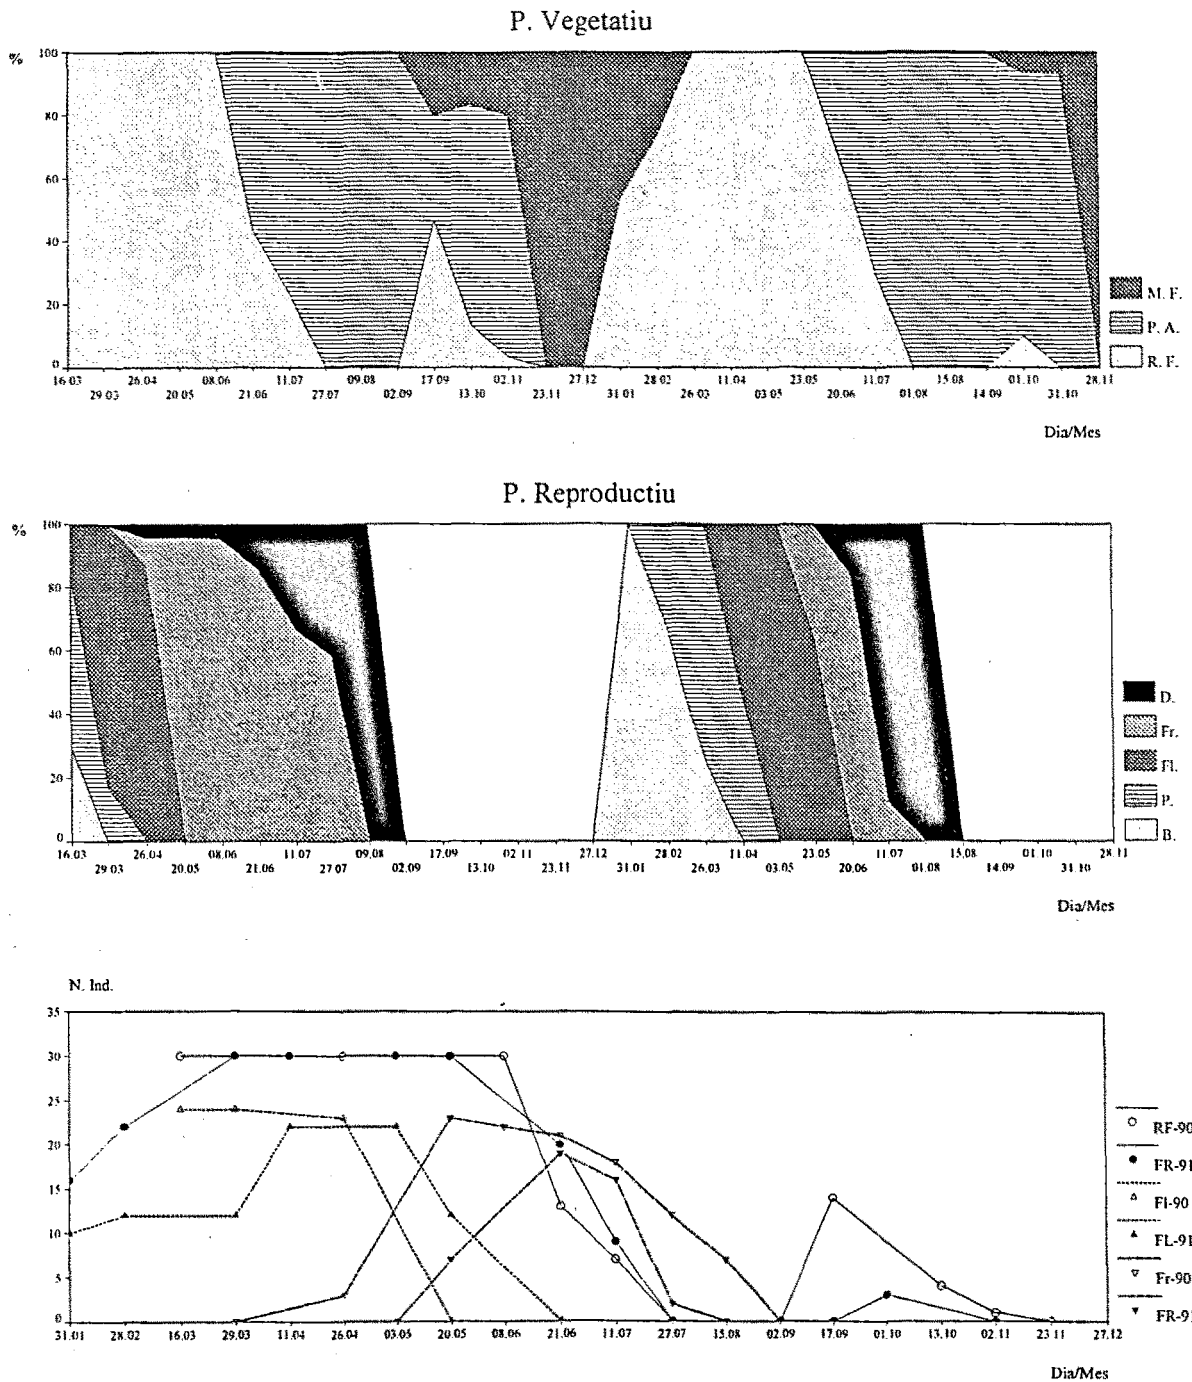 P. Vegetatiu
%
100
80
60
40
20
0
16.03 26.04 08.06 11.07 09.08 17.09 02.11 27.12 28.02 11.04 23.05 11.07 15.08 01.10 28.11
29.03 20.05 21.06 27.07 02.09 13.10 23.11 31.01 26.03 03.05 20.06 01.08 14.09 31.10
M. F.
P. A.
R. F.
Dia/Mes
P. Reproductiu
%
100
80
60
40
20
0
16.03 26.04 08.06 11.07 09.08 17.09 02.11 27.12 28.02 11.04 23.05 11.07 15.08 01.10 28.11
29.03 20.05 21.06 27.07 02.09 13.10 23.11 31.01 26.03 03.05 20.06 01.08 14.09 31.10
D.
Fr.
Fl.
P.
B.
Dia/Mes
N. Ind.
35
30
25
20
15
10
5
0
31.01 28.02 16.03 29.03 11.04 26.04 03.05 20.05 08.06 21.06 11.07 27.07 15.08 02.09 17.09 01.10 13.10 02.11 23.11 27.12
RF-90
FR-91
Fl-90
FL-91
Fr-90
FR-91
Dia/Mes